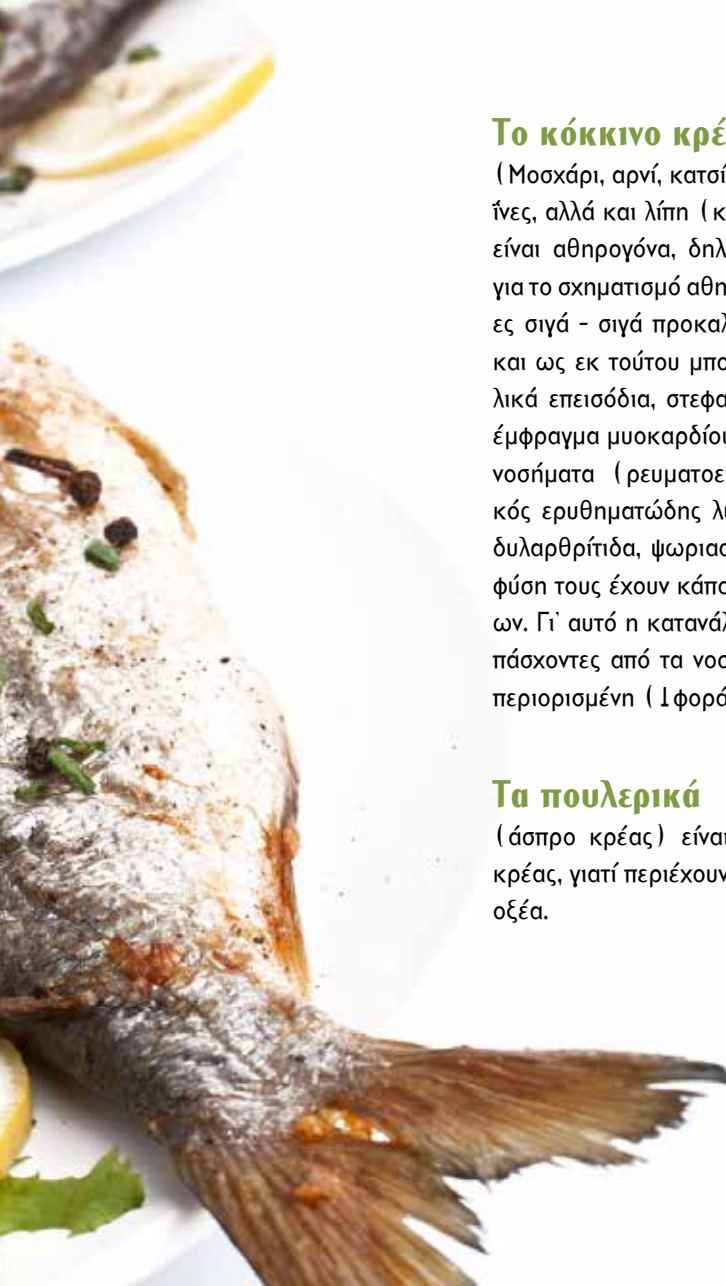 Το κόκκινο κρέ
(Μοσχάρι, αρνί, κατσί
ΐνες, αλλά και λίπη (κ
είναι αθηρογόνα, δηλ
για το σχηματισμό αθη
ες σιγά - σιγά προκαλ
και ως εκ τούτου μπο
λικά επεισόδια, στεφα
έμφραγμα μυοκαρδίου
νοσήματα (ρευματοε
κός ερυθηματώδης λ
δυλαρθρίτιδα, ψωριασ
φύση τους έχουν κάπο
ων. Γι' αυτό η κατανάλ
πάσχοντες από τα νοσ
περιορισμένη (1φορά
Τα πουλερικά
(άσπρο κρέας) είναι
κρέας, γιατί περιέχουν
οξέα.